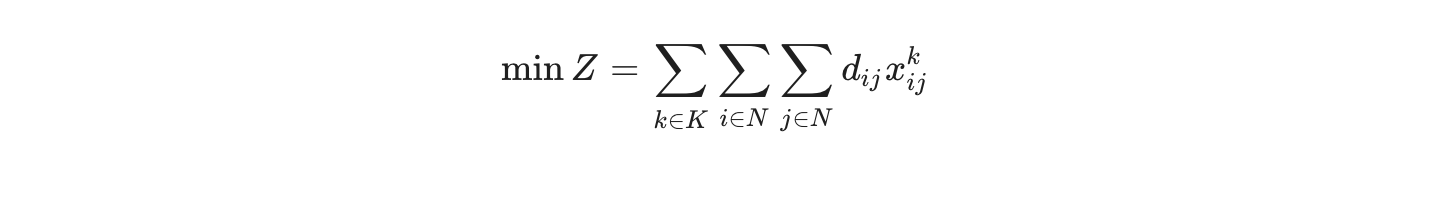 min Z = ∑_{k∈K} ∑_{i∈N} ∑_{j∈N} d_{ij} x_{ij}^{k}